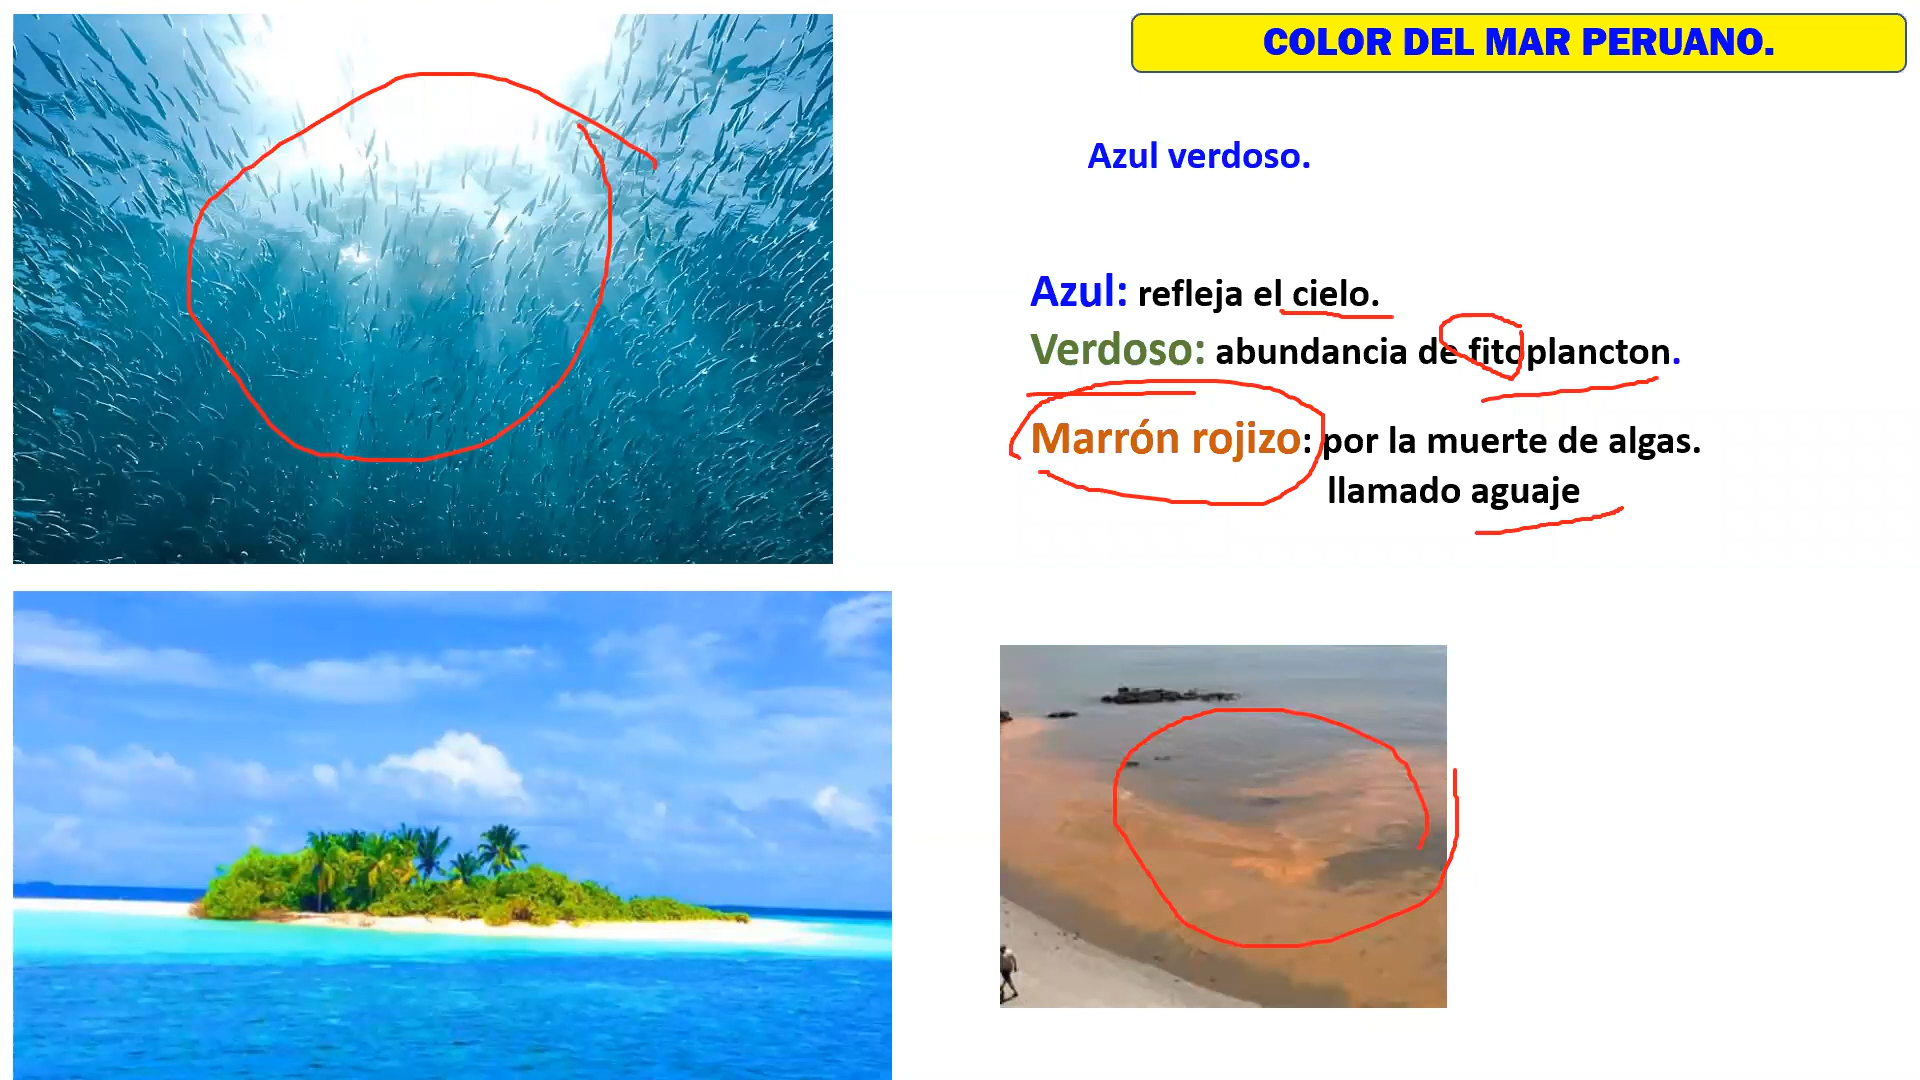 COLOR DEL MAR PERUANO.
Azul verdoso.
Azul: refleja el cielo.
Verdoso: abundancia de fitoplancton.
Marrón rojizo: por la muerte de algas.
llamado aguaje